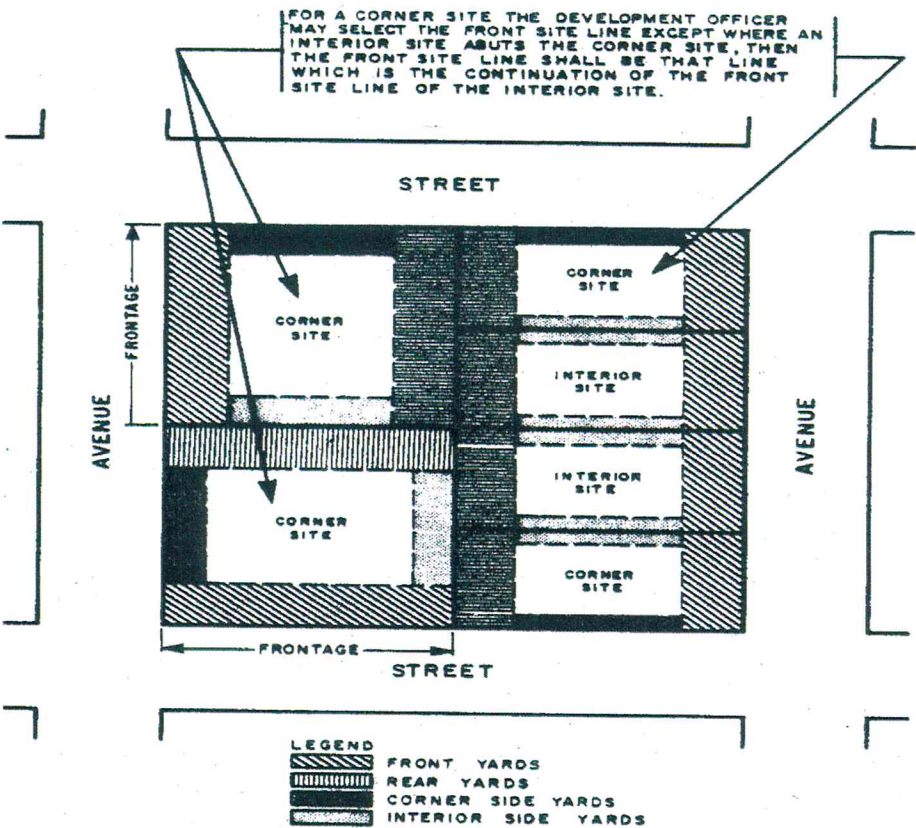 FOR A CORNER SITE THE DEVELOPMENT OFFICER
MAY SELECT THE FRONT SITE LINE EXCEPT WHERE AN
INTERIOR SITE ABUTS THE CORNER SITE, THEN
THE FRONT SITE LINE SHALL BE THAT LINE
WHICH IS THE CONTINUATION OF THE FRONT
SITE LINE OF THE INTERIOR SITE.
STREET
FRONTAGE
CORNER
SITE
CORNER
SITE
INTERIOR
SITE
AVENUE
AVENUE
CORNER
SITE
INTERIOR
SITE
CORNER
SITE
FRONTAGE
STREET
LEGEND
FRONT YARDS
REAR YARDS
CORNER SIDE YARDS
INTERIOR SIDE YARDS